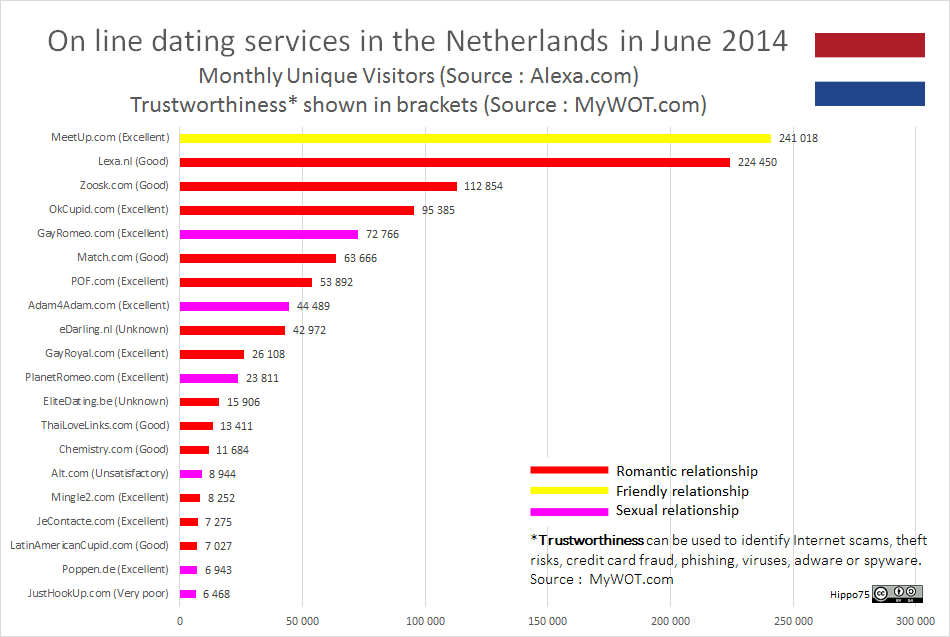 On line dating services in the Netherlands in June 2014
Monthly Unique Visitors (Source : Alexa.com)
Trustworthiness* shown in brackets (Source : MyWOT.com)
MeetUp.com (Excellent) 241 018
Lexa.nl (Good) 224 450
Zoosk.com (Good) 112 854
OkCupid.com (Excellent) 95 385
GayRomeo.com (Excellent) 72 766
Match.com (Good) 63 666
POF.com (Excellent) 53 892
Adam4Adam.com (Excellent) 44 489
eDarling.nl (Unknown) 42 972
GayRoyal.com (Excellent) 26 108
PlanetRomeo.com (Excellent) 23 811
EliteDating.be (Unknown) 15 906
ThaiLoveLinks.com (Good) 13 411
Chemistry.com (Good) 11 684
Alt.com (Unsatisfactory) 8 944
Mingle2.com (Excellent) 8 252
JeContacte.com (Excellent) 7 275
LatinAmericanCupid.com (Good) 7 027
Poppen.de (Excellent) 6 943
JustHookUp.com (Very poor) 6 468
Romantic relationship
Friendly relationship
Sexual relationship
*Trustworthiness can be used to identify Internet scams, theft
risks, credit card fraud, phishing, viruses, adware or spyware.
Source : MyWOT.com
Hippo75 cc BY SA
0 50 000 100 000 150 000 200 000 250 000 300 000